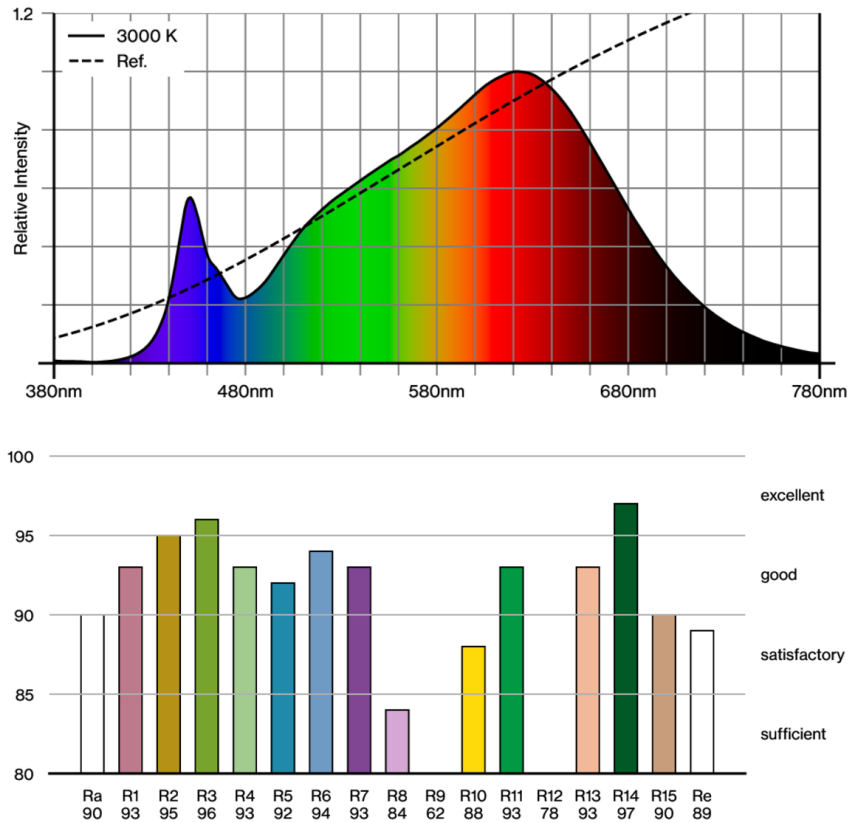 1.2
3000 K
Ref.
Relative Intensity
380nm 480nm 580nm 680nm 780nm
100
excellent
95
good
90
satisfactory
85
sufficient
80
Ra R1 R2 R3 R4 R5 R6 R7 R8 R9 R10 R11 R12 R13 R14 R15 Re
90 93 95 96 93 92 94 93 84 62 88 93 78 93 97 90 89